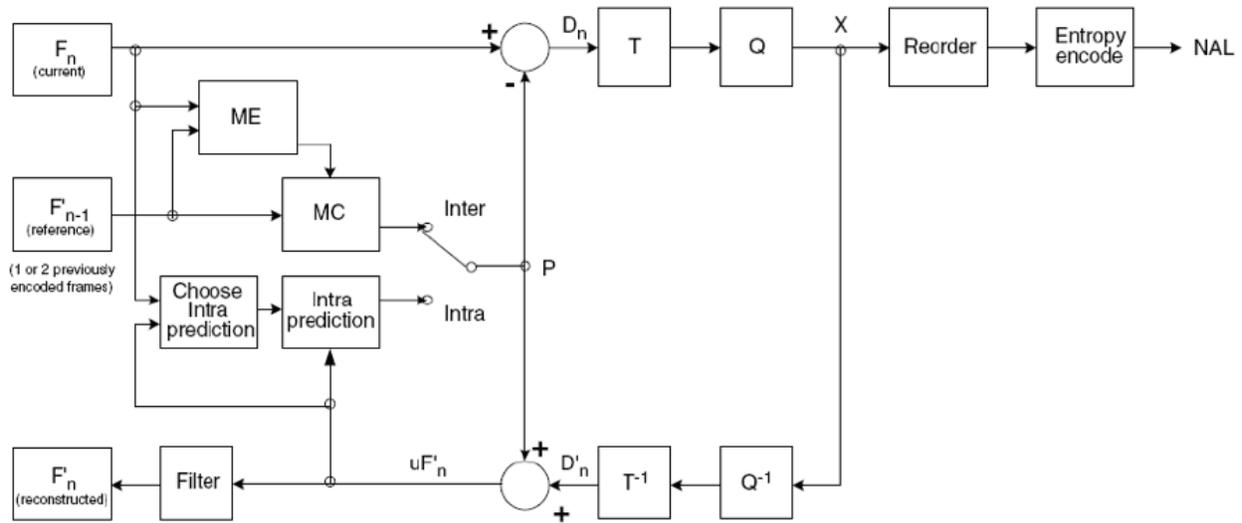 Fn
(current)
+
-
Dn
T
Q
X
Reorder
Entropy
encode
NAL
ME
F'n-1
(reference)
(1 or 2 previously
encoded frames)
MC
Inter
P
Choose
Intra
prediction
Intra
prediction
Intra
F'n
(reconstructed)
Filter
uF'n
+
+
D'n
T-1
Q-1